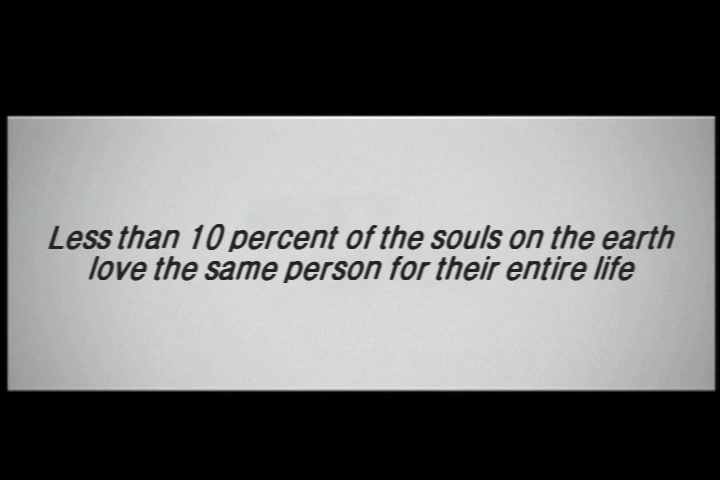 Less than 10 percent of the souls on the earth
love the same person for their entire life